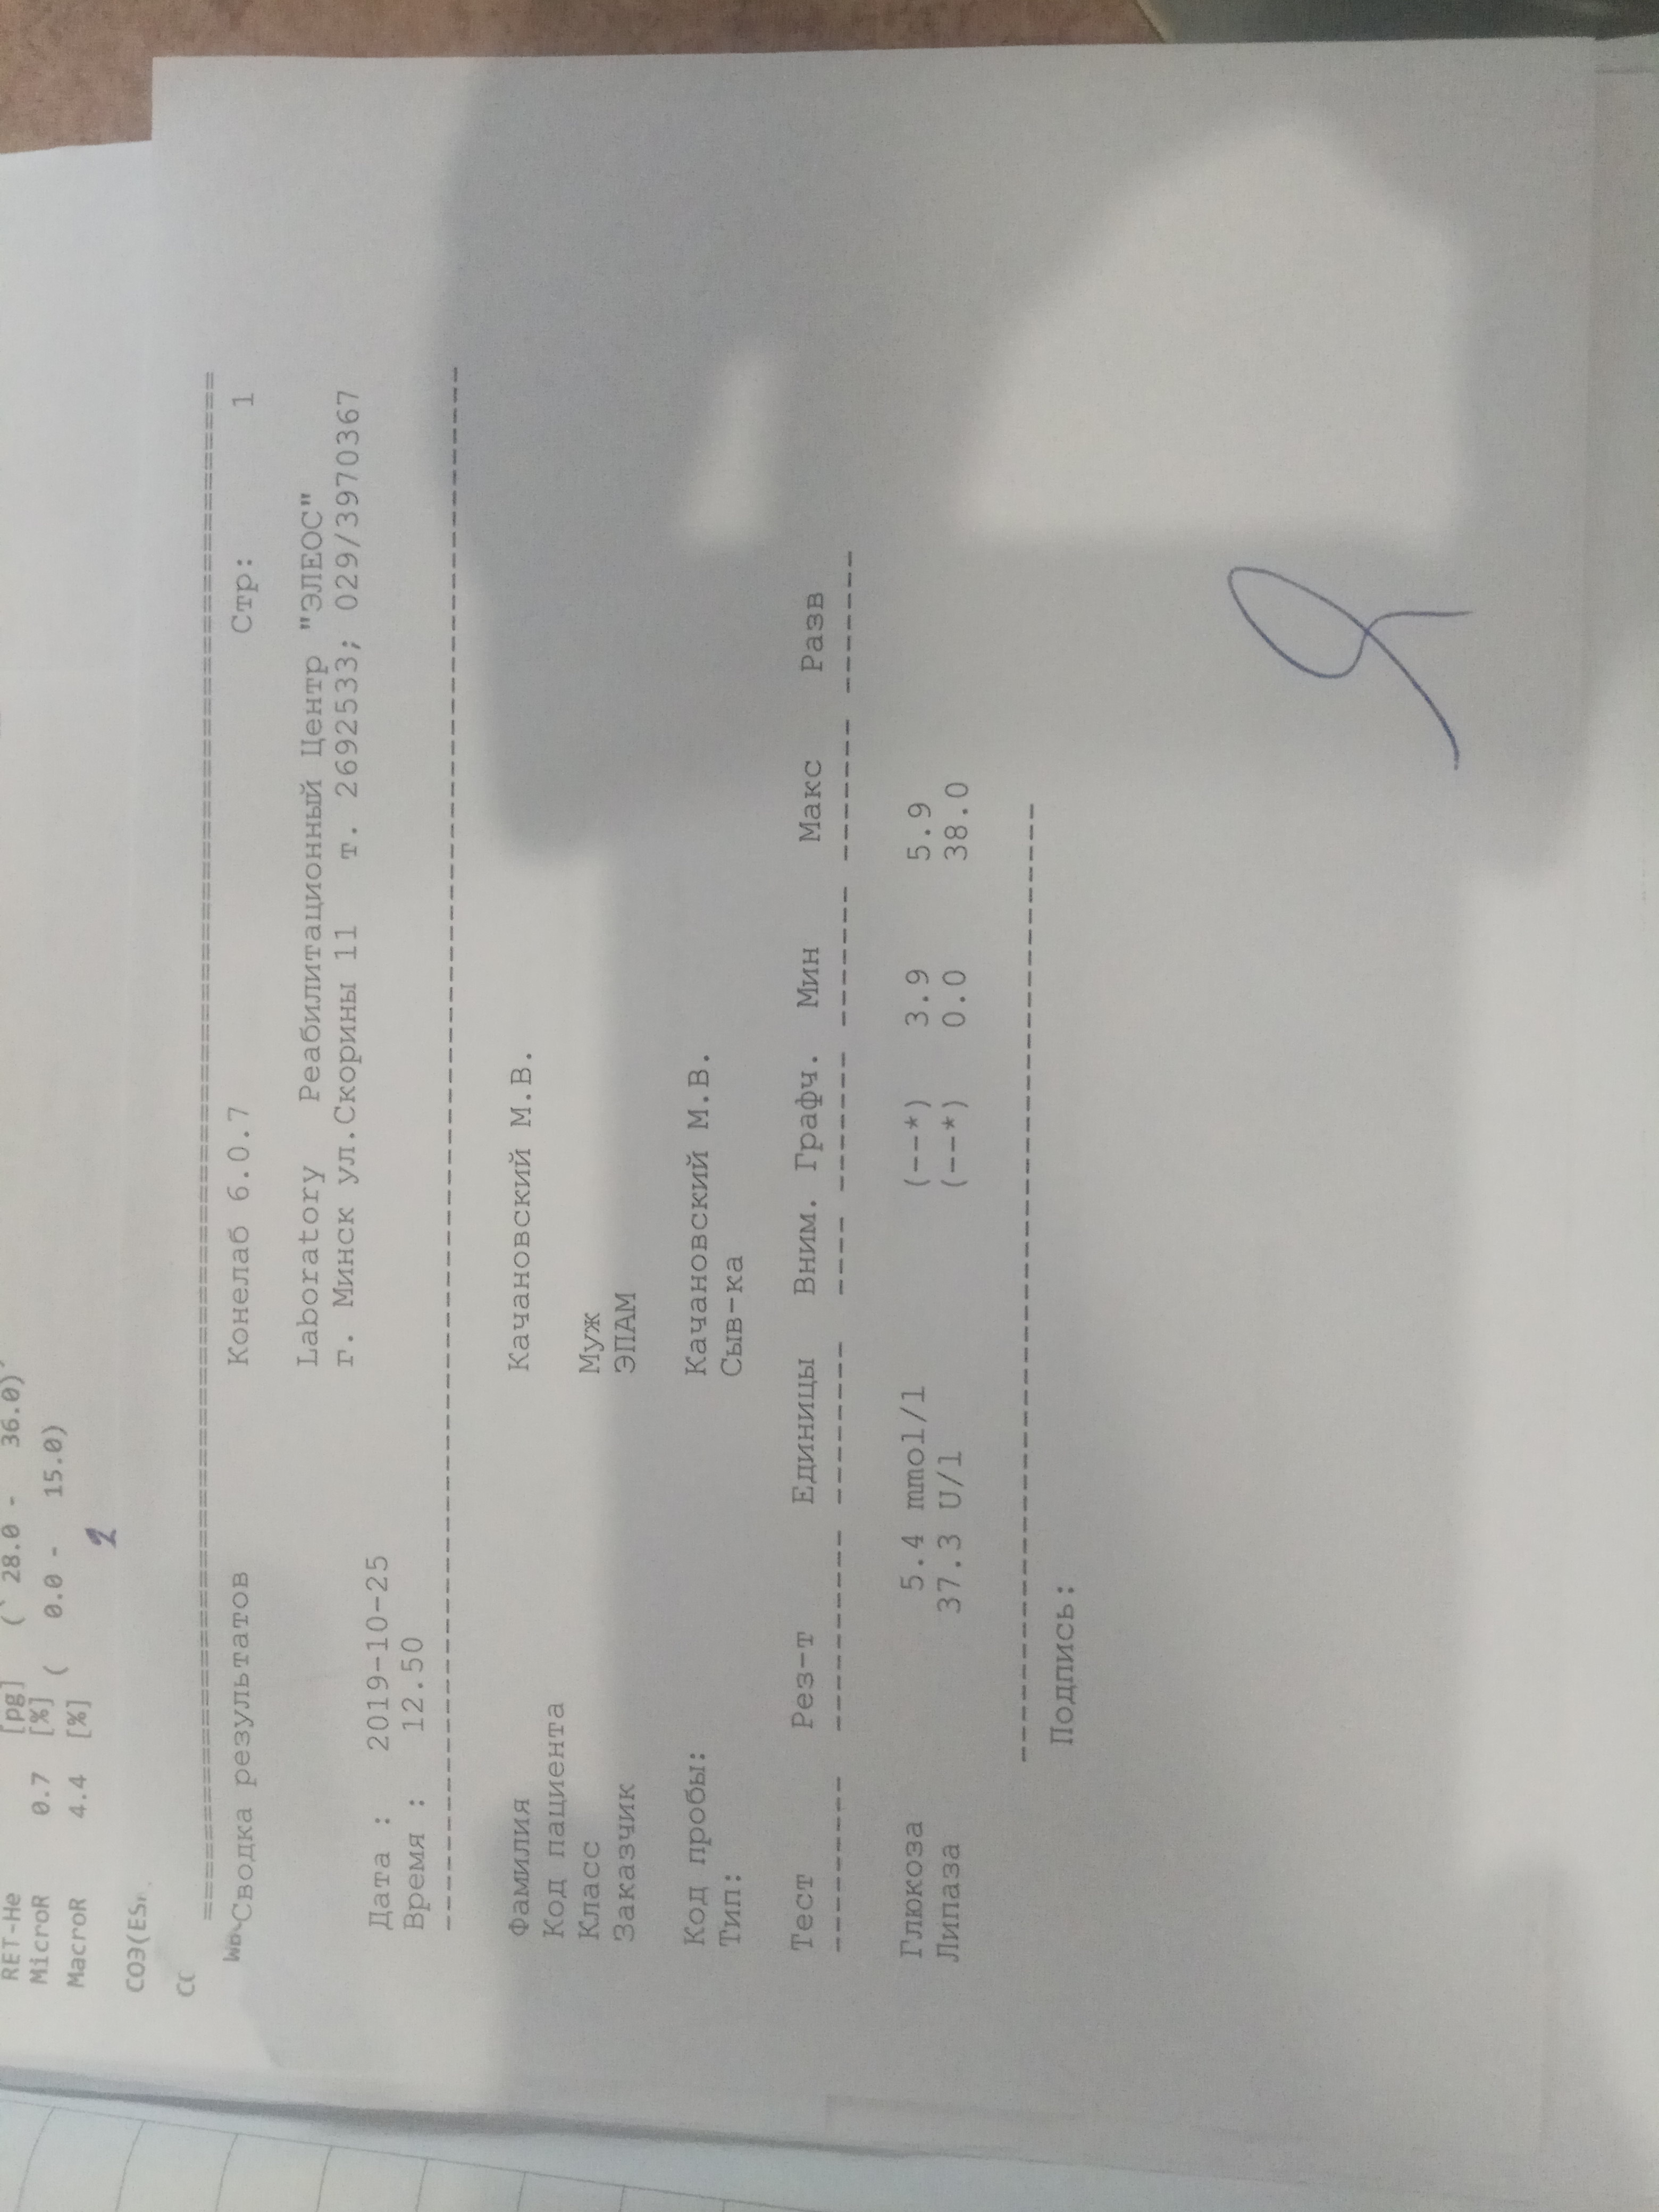 RET-He [pg] ( 28.0 - 36.0)
MicroR 0.7 [%] ( 0.0 - 15.0)
MacroR 4.4 [%]
2
СОЭ(ES
Сводка результатов Конелаб 6.0.7 Стр: 1
Laboratory Реабилитационный Центр "ЭЛЕОС"
г. Минск ул.Скорины 11 т. 2692533; 029/3970367
Дата : 2019-10-25
Время : 12.50
Фамилия Качановский М.В.
Код пациента
Класс Муж
Заказчик ЭПАМ
Код пробы: Качановский М.В.
Тип: Сыв-ка
Тест Рез-т Единицы Вним. Графч. Мин Макс Разв
Глюкоза 5.4 mmol/l (--*) 3.9 5.9
Липаза 37.3 U/l (--*) 0.0 38.0
Подпись: